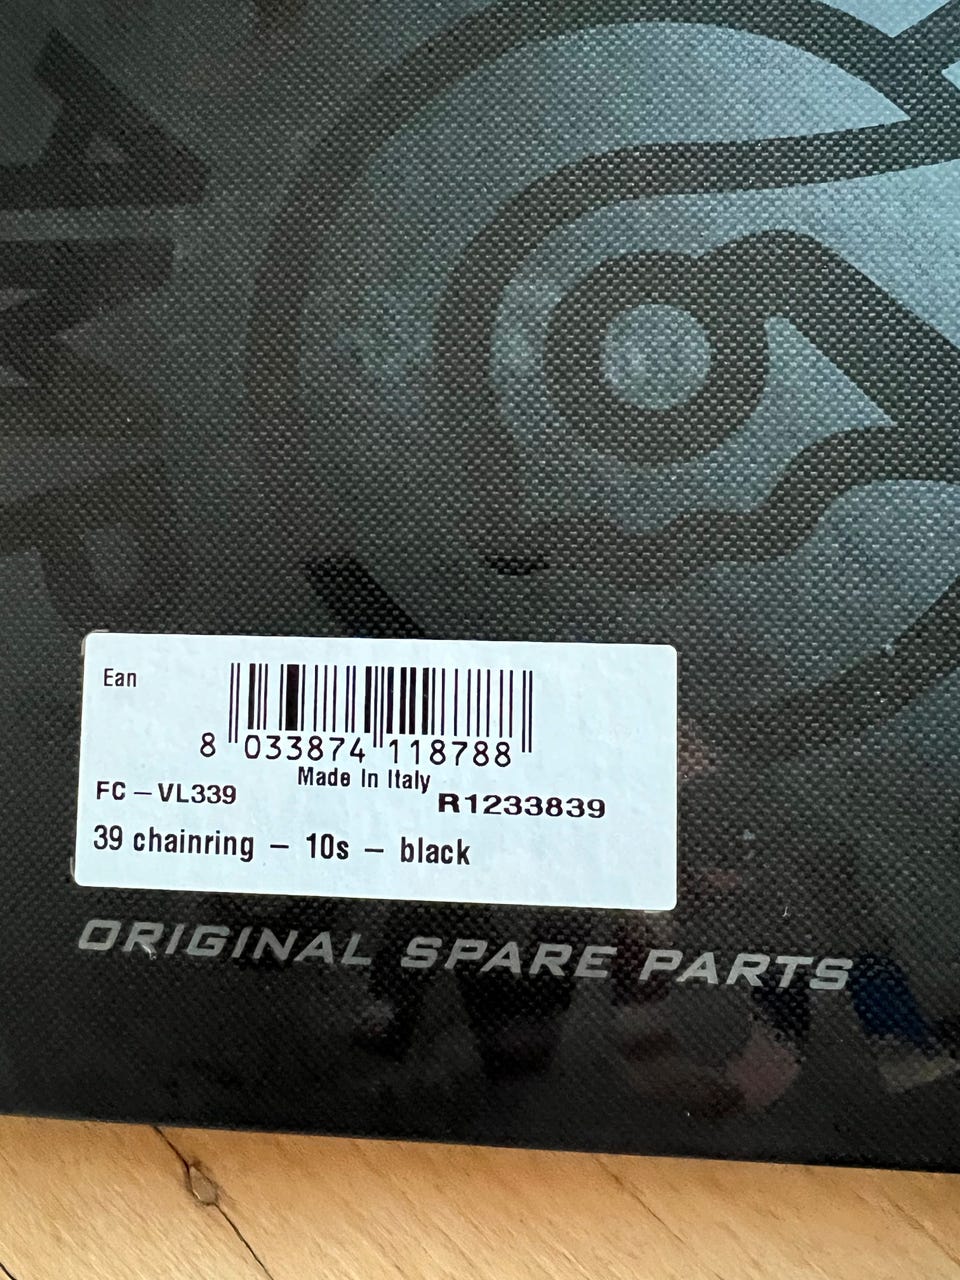 Ean
8 033874 118788
Made In Italy
FC – VL339
R1233839
39 chainring – 10s – black
ORIGINAL SPARE PARTS